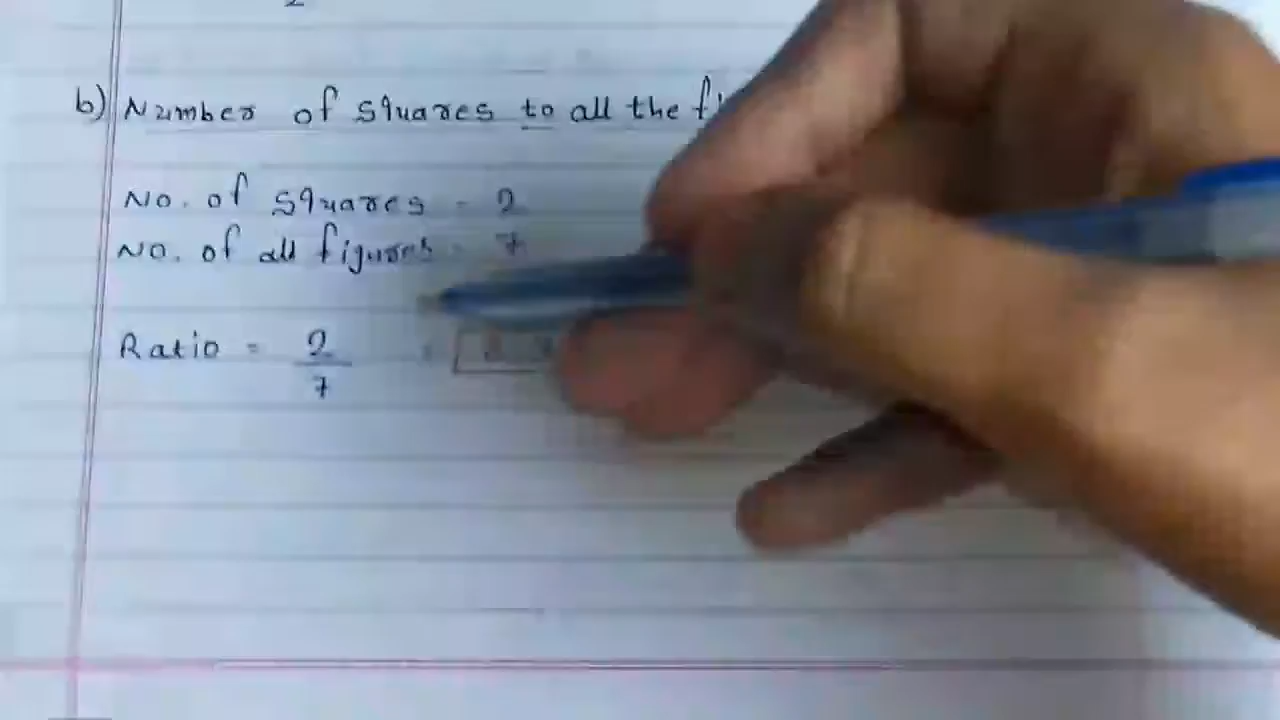 b) Number of squares to all the
No. of squares = 2
No. of all figures = 7
Ratio = 2
7